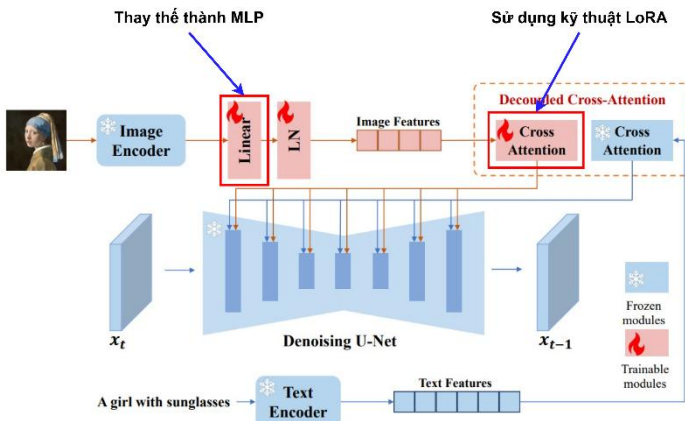 Thay thế thành MLP
Sử dụng kỹ thuật LoRA
Decoupled Cross-Attention
Image
Encoder
Linear
LN
Image Features
Cross
Attention
Cross
Attention
x_t
Denoising U-Net
x_{t-1}
Frozen
modules
Trainable
modules
A girl with sunglasses
Text
Encoder
Text Features